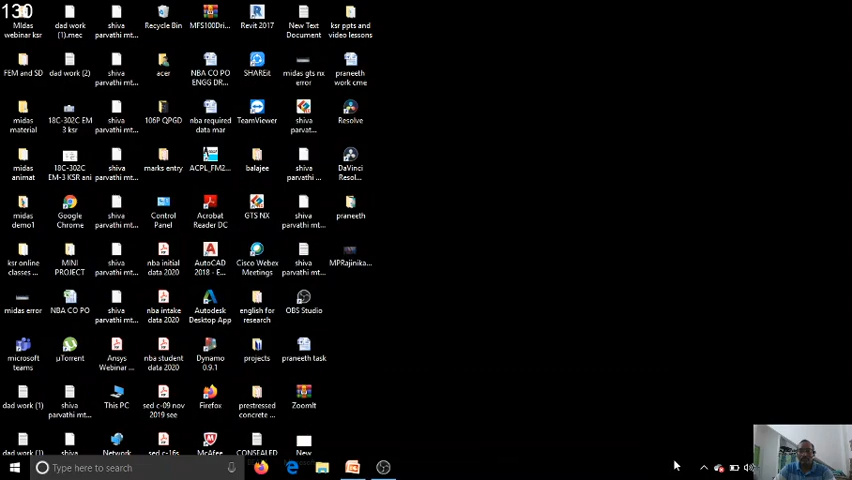 130
Midas
webinar ksr
dad work
(1).mec
shiva
parvathi mt...
Recycle Bin
MFS100Dri...
Revit 2017
New Text
Document
ksr ppts and
video lessons
FEM and SD
dad work (2)
shiva
parvathi mt...
acer
NBA CO PO
ENGG DR...
SHAREit
midas gts nx
error
praneeth
work cme
midas
material
18C-302C EM
3 ksr
shiva
parvathi mt...
106P QPGD
nba required
data mar
TeamViewer
shiva
parvat...
Resolve
midas
animat
18C-302C
EM-3 KSR ani
shiva
parvathi mt...
marks entry
ACPL_FM2...
balajee
shiva
parvathi ...
DaVinci
Resol...
midas
demo1
Google
Chrome
shiva
parvathi mt...
Control
Panel
Acrobat
Reader DC
GTS NX
shiva
parvathi mt...
praneeth
ksr online
classes ...
MINI
PROJECT
shiva
parvathi mt...
nba initial
data 2020
AutoCAD
2018 - E...
Cisco Webex
Meetings
shiva
parvathi mt...
MPRajinika...
midas error
NBA CO PO
shiva
parvathi mt...
nba intake
data 2020
Autodesk
Desktop App
english for
research
OBS Studio
microsoft
teams
µTorrent
Ansys
Webinar ...
nba student
data 2020
Dynamo
0.9.1
projects
praneeth task
dad work (1)
shiva
parvathi mt...
This PC
sed c-09 nov
2019 see
Firefox
prestressed
concrete ...
ZoomIt
dad work (1)
shiva
Network
sed c-16s
McAfee
CONSEALED
New
Type here to search